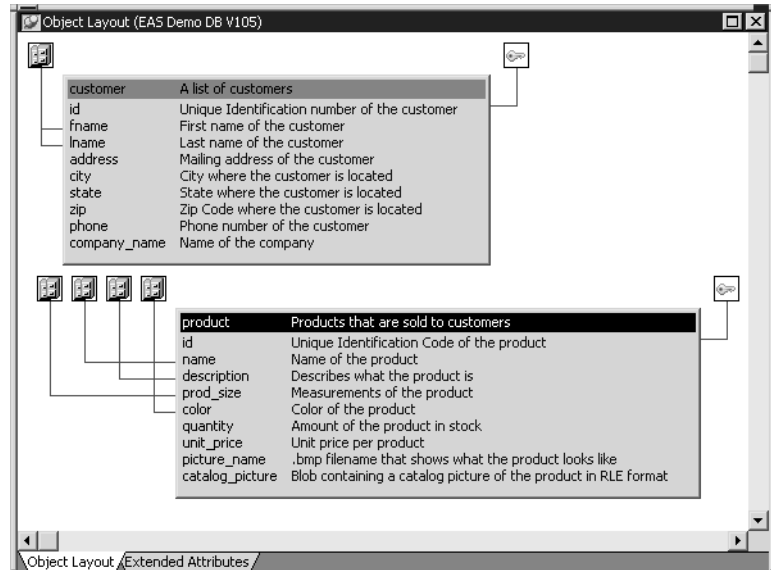 Object Layout (EAS Demo DB V105)
customer A list of customers
id Unique Identification number of the customer
fname First name of the customer
lname Last name of the customer
address Mailing address of the customer
city City where the customer is located
state State where the customer is located
zip Zip Code where the customer is located
phone Phone number of the customer
company_name Name of the company
product Products that are sold to customers
id Unique Identification Code of the product
name Name of the product
description Describes what the product is
prod_size Measurements of the product
color Color of the product
quantity Amount of the product in stock
unit_price Unit price per product
picture_name .bmp filename that shows what the product looks like
catalog_picture Blob containing a catalog picture of the product in RLE format
Object Layout Extended Attributes